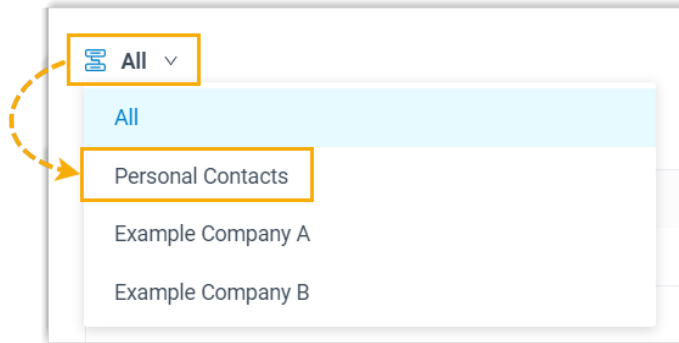 All
All
Personal Contacts
Example Company A
Example Company B